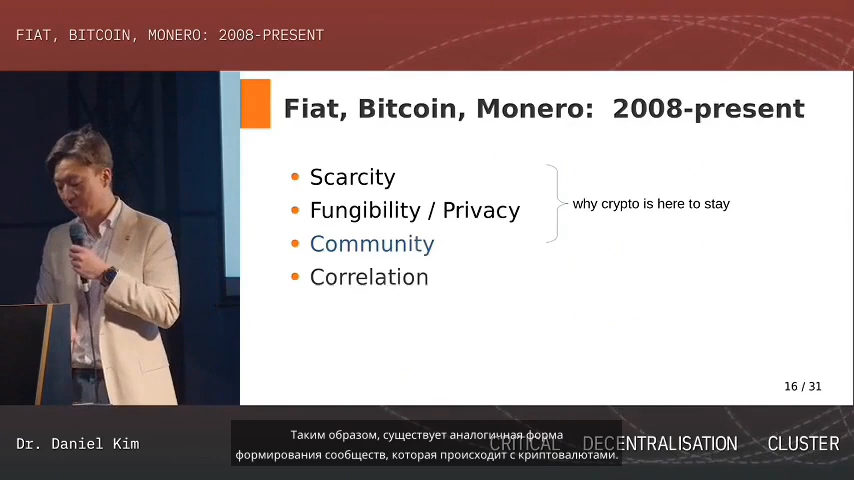 FIAT, BITCOIN, MONERO: 2008-PRESENT
Fiat, Bitcoin, Monero: 2008-present
• Scarcity
• Fungibility / Privacy
why crypto is here to stay
• Community
• Correlation
16 / 31
Dr. Daniel Kim
CRITICAL DECENTRALISATION CLUSTER
Таким образом, существует аналогичная форма
формирования сообществ, которая происходит с криптовалютами.